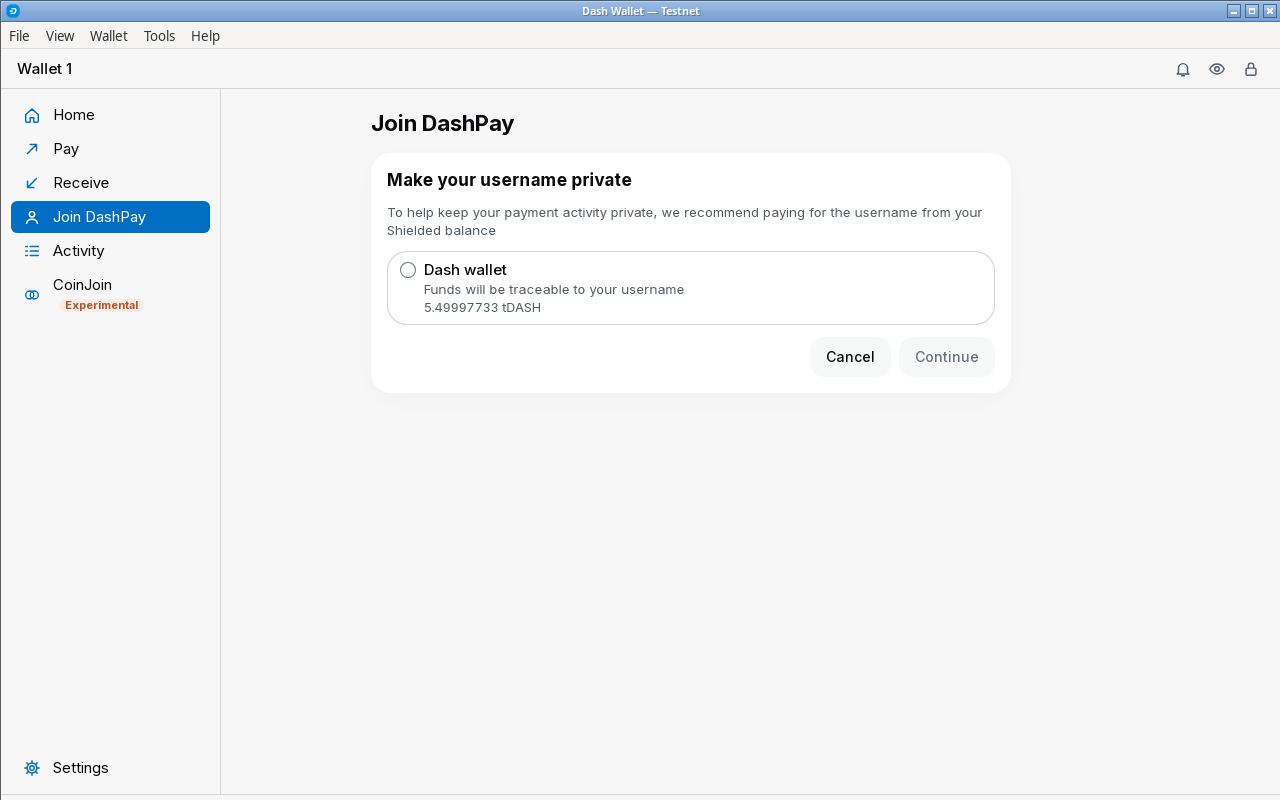 Dash Wallet — Testnet
File View Wallet Tools Help
Wallet 1
Home
Pay
Receive
Join DashPay
Activity
CoinJoin
Experimental
Settings
Join DashPay
Make your username private
To help keep your payment activity private, we recommend paying for the username from your
Shielded balance
Dash wallet
Funds will be traceable to your username
5.49997733 tDASH
Cancel Continue